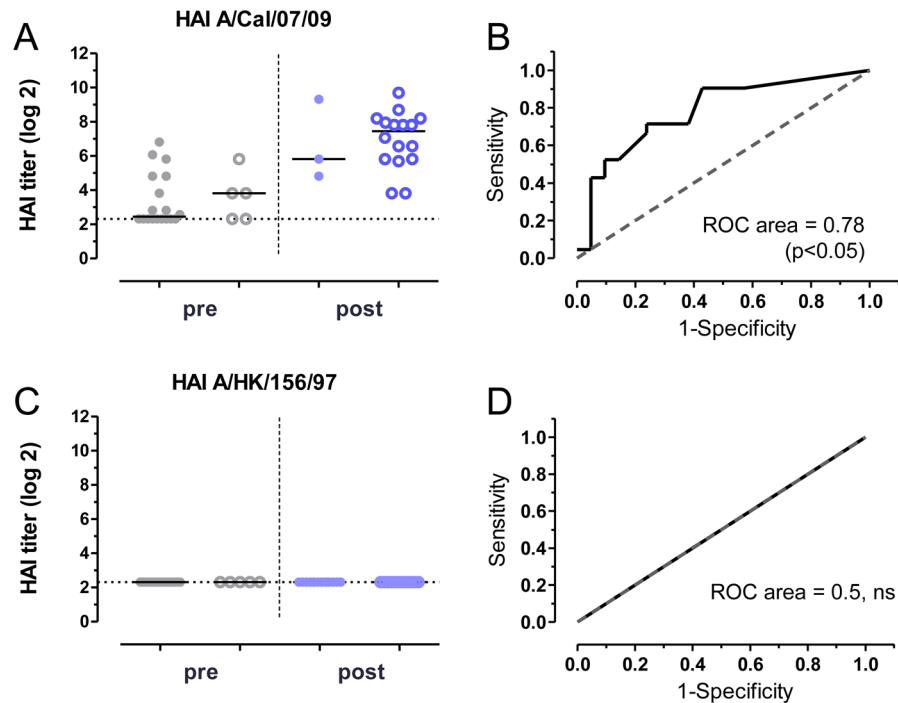 A
HAI A/Cal/07/09
HAI titer (log 2)
12
10
8
6
4
2
0
pre
post
B
Sensitivity
1.0
0.8
0.6
0.4
0.2
0.0
ROC area = 0.78
(p<0.05)
0.0 0.2 0.4 0.6 0.8 1.0
1-Specificity
C
HAI A/HK/156/97
HAI titer (log 2)
12
10
8
6
4
2
0
pre
post
D
Sensitivity
1.0
0.8
0.6
0.4
0.2
0.0
ROC area = 0.5, ns
0.0 0.2 0.4 0.6 0.8 1.0
1-Specificity